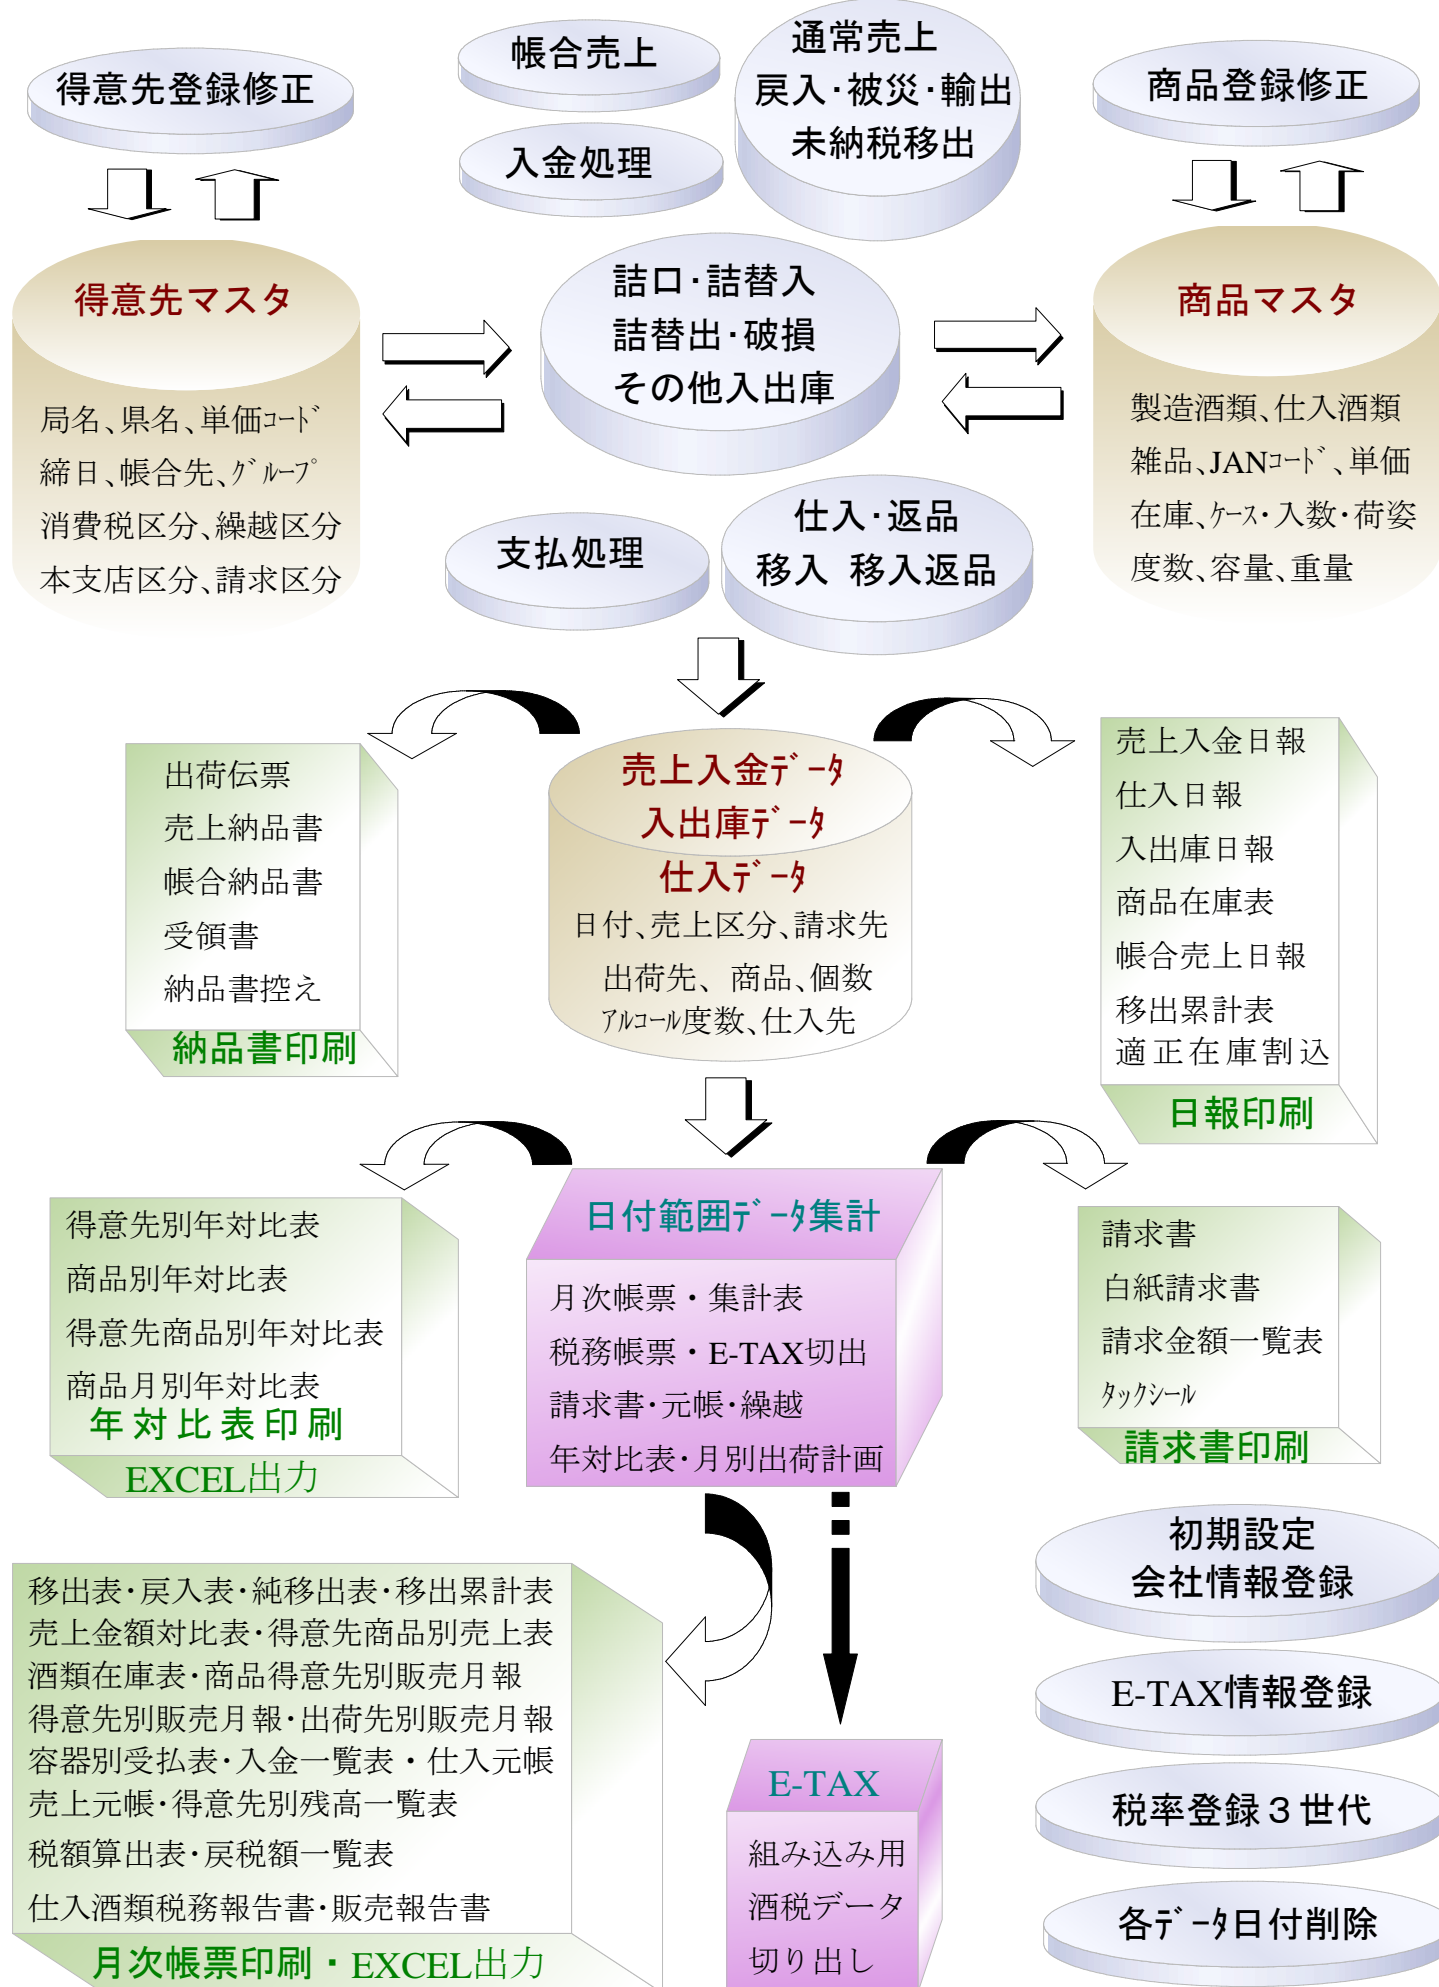 得意先登録修正
帳合売上
入金処理
通常売上
戻入・被災・輸出
未納税移出
商品登録修正
得意先マスタ
局名、県名、単価ｺｰﾄﾞ
締日、帳合先、ｸﾞﾙｰﾌﾟ
消費税区分、繰越区分
本支店区分、請求区分
詰口・詰替入
詰替出・破損
その他入出庫
商品マスタ
製造酒類、仕入酒類
雑品、JANｺｰﾄﾞ、単価
在庫、ｹｰｽ・入数・荷姿
度数、容量、重量
支払処理
仕入・返品
移入 移入返品
出荷伝票
売上納品書
帳合納品書
受領書
納品書控え
納品書印刷
売上入金ﾃﾞｰﾀ
入出庫ﾃﾞｰﾀ
仕入ﾃﾞｰﾀ
日付、売上区分、請求先
出荷先、商品、個数
ｱﾙｺｰﾙ度数、仕入先
売上入金日報
仕入日報
入出庫日報
商品在庫表
帳合売上日報
移出累計表
適正在庫割込
日報印刷
得意先別年対比表
商品別年対比表
得意先商品別年対比表
商品月別年対比表
年対比表印刷
EXCEL出力
日付範囲ﾃﾞｰﾀ集計
月次帳票・集計表
税務帳票・E-TAX切出
請求書・元帳・繰越
年対比表・月別出荷計画
請求書
白紙請求書
請求金額一覧表
ﾀｯｸｼｰﾙ
請求書印刷
移出表・戻入表・純移出表・移出累計表
売上金額対比表・得意先商品別売上表
酒類在庫表・商品得意先別販売月報
得意先別販売月報・出荷先別販売月報
容器別受払表・入金一覧表・仕入元帳
売上元帳・得意先別残高一覧表
税額算出表・戻税額一覧表
仕入酒類税務報告書・販売報告書
月次帳票印刷・EXCEL出力
E-TAX
組み込み用
酒税データ
切り出し
初期設定
会社情報登録
E-TAX情報登録
税率登録３世代
各ﾃﾞｰﾀ日付削除